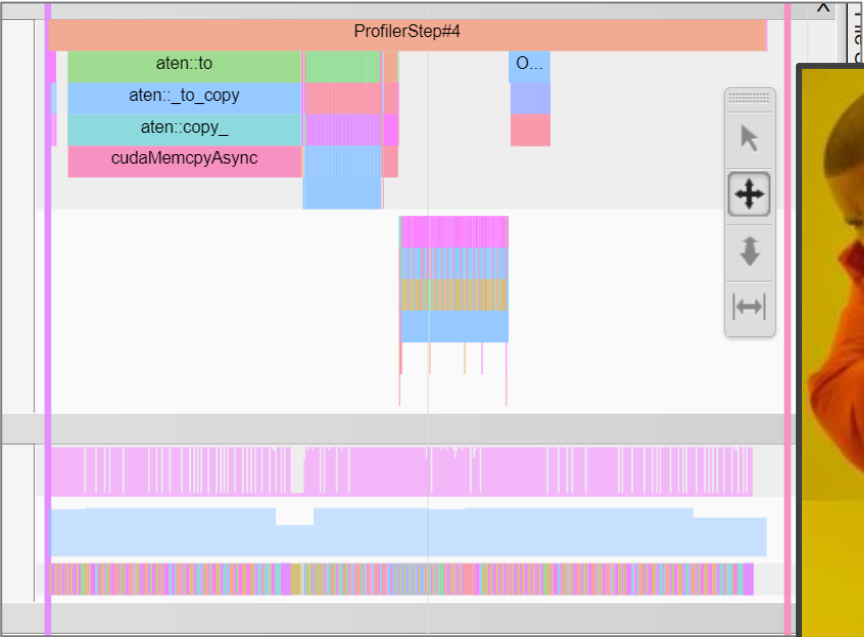 ProfilerStep#4
aten::to
O...
aten::_to_copy
aten::copy_
cudaMemcpyAsync